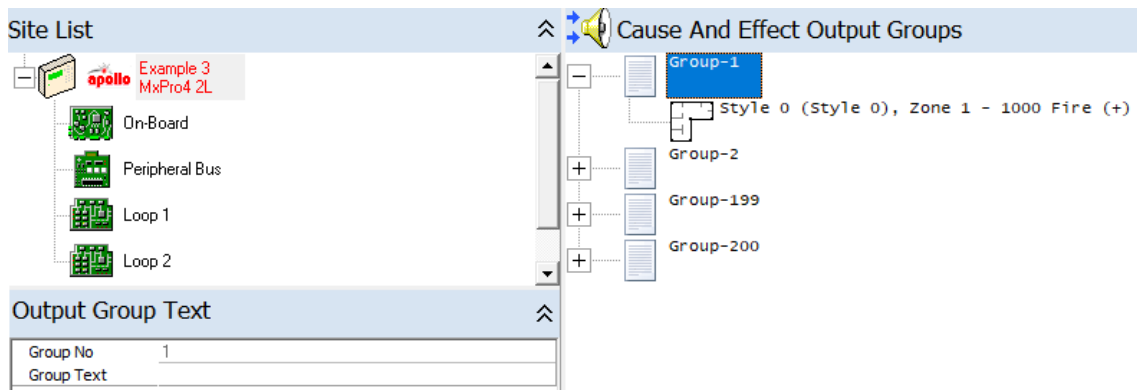 Site List
apollo
Example 3
MxPro4 2L
On-Board
Peripheral Bus
Loop 1
Loop 2
Output Group Text
Group No 1
Group Text
Cause And Effect Output Groups
Group-1
Style 0 (Style 0), Zone 1 - 1000 Fire (+)
Group-2
Group-199
Group-200